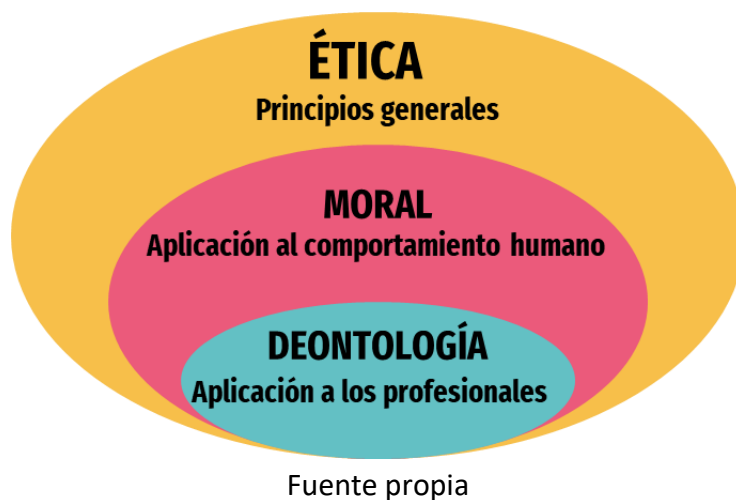 ÉTICA
Principios generales
MORAL
Aplicación al comportamiento humano
DEONTOLOGÍA
Aplicación a los profesionales
Fuente propia